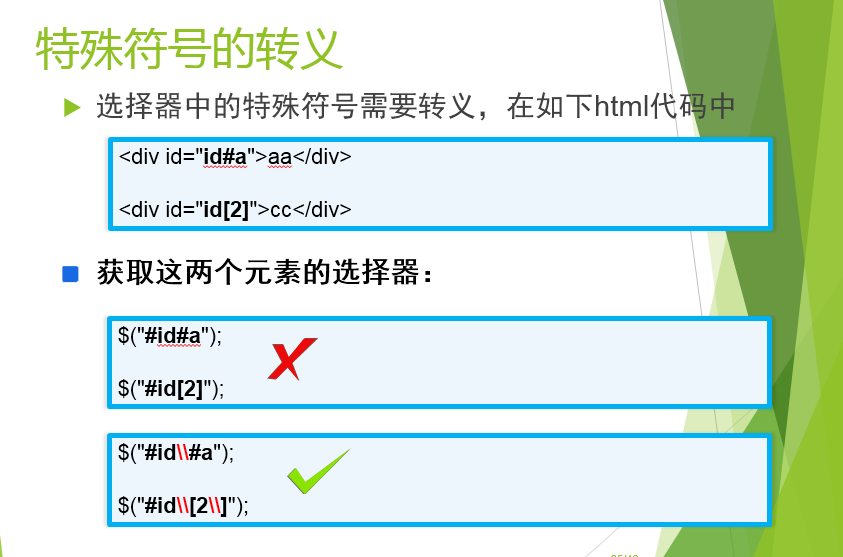 特殊符号的转义
选择器中的特殊符号需要转义，在如下html代码中
<div id="id#a">aa</div>
<div id="id[2]">cc</div>
获取这两个元素的选择器：
$("#id#a");
$("#id[2]");
$("#id\\#a");
$("#id\\[2\\]");